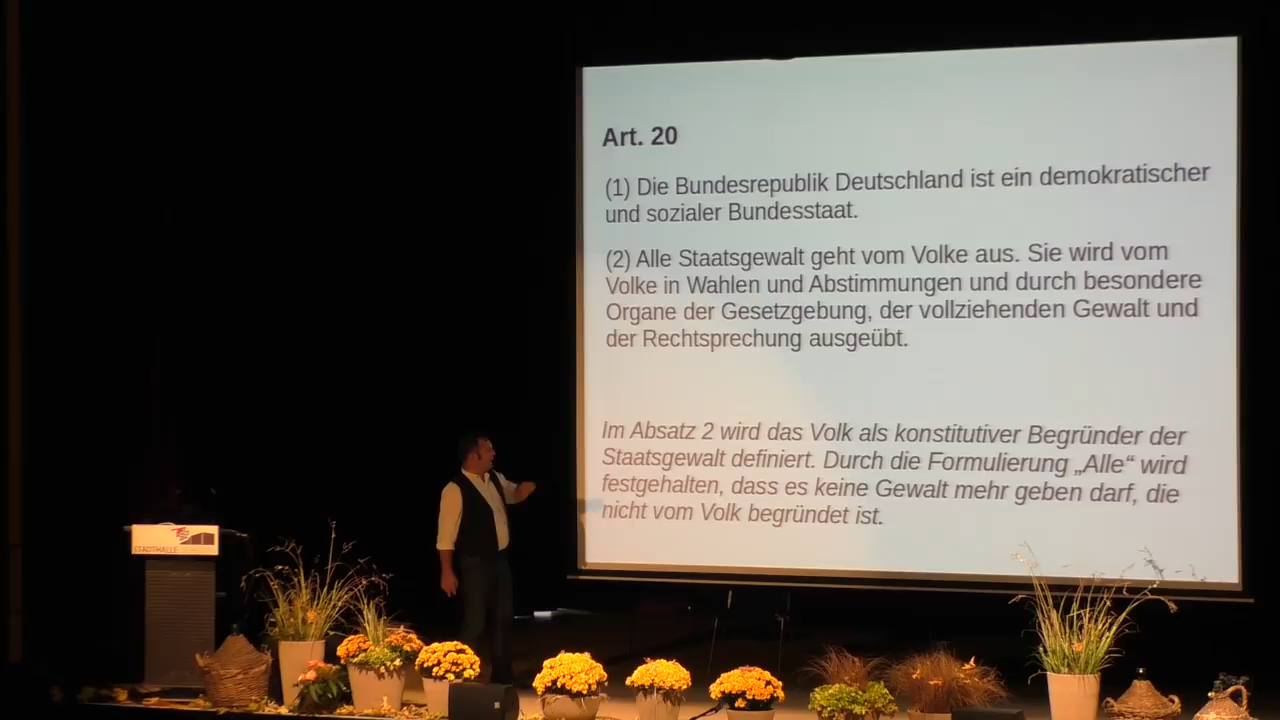 Art. 20
(1) Die Bundesrepublik Deutschland ist ein demokratischer
und sozialer Bundesstaat.
(2) Alle Staatsgewalt geht vom Volke aus. Sie wird vom
Volke in Wahlen und Abstimmungen und durch besondere
Organe der Gesetzgebung, der vollziehenden Gewalt und
der Rechtsprechung ausgeübt.
Im Absatz 2 wird das Volk als konstitutiver Begründer der
Staatsgewalt definiert. Durch die Formulierung „Alle“ wird
festgehalten, dass es keine Gewalt mehr geben darf, die
nicht vom Volk begründet ist.
STADTHALLE